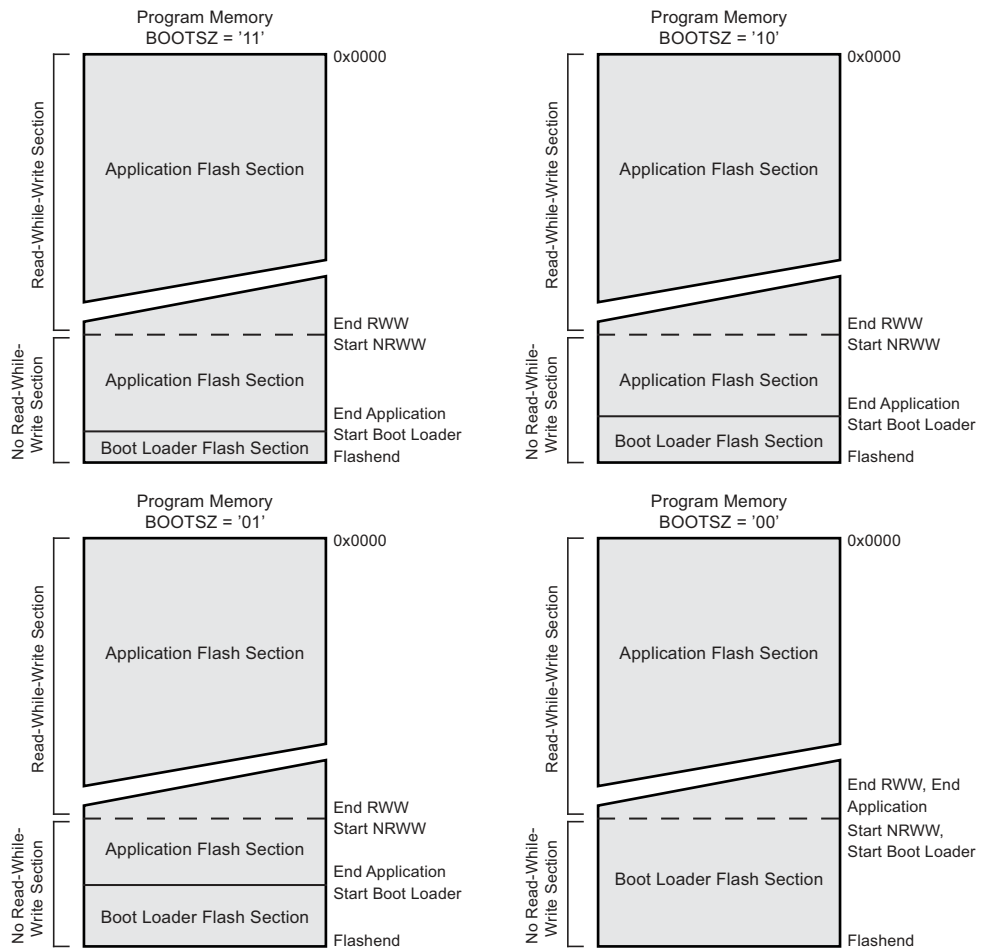 Program Memory
BOOTSZ = '11'
0x0000
Read-While-Write Section
Application Flash Section
End RWW
Start NRWW
No Read-While-
Write Section
Application Flash Section
End Application
Start Boot Loader
Boot Loader Flash Section
Flashend
Program Memory
BOOTSZ = '10'
0x0000
Read-While-Write Section
Application Flash Section
End RWW
Start NRWW
No Read-While-
Write Section
Application Flash Section
End Application
Start Boot Loader
Boot Loader Flash Section
Flashend
Program Memory
BOOTSZ = '01'
0x0000
Read-While-Write Section
Application Flash Section
End RWW
Start NRWW
No Read-While-
Write Section
Application Flash Section
End Application
Start Boot Loader
Boot Loader Flash Section
Flashend
Program Memory
BOOTSZ = '00'
0x0000
Read-While-Write Section
Application Flash Section
End RWW, End
Application
Start NRWW,
Start Boot Loader
No Read-While-
Write Section
Boot Loader Flash Section
Flashend